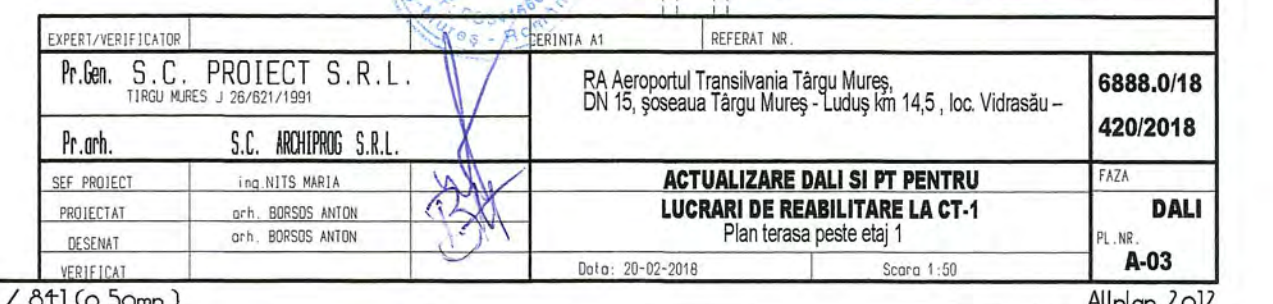 EXPERT/VERIFICATOR CERINTA A1 REFERAT NR.
Pr.Gen. S.C. PROIECT S.R.L.
TIRGU MURES J 26/621/1991
RA Aeroportul Transilvania Târgu Mureş,
DN 15, şoseaua Târgu Mureş - Luduş km 14,5 , loc. Vidrasău –
6888.0/18
420/2018
Pr.arh. S.C. ARCHIPROG S.R.L.
SEF PROIECT ing.NITS MARIA
PROIECTAT arh. BORSOS ANTON
DESENAT arh. BORSOS ANTON
VERIFICAT
ACTUALIZARE DALI SI PT PENTRU
LUCRARI DE REABILITARE LA CT-1
Plan terasa peste etaj 1
Data: 20-02-2018 Scara 1:50
FAZA
DALI
PL.NR.
A-03
Allplan 2012